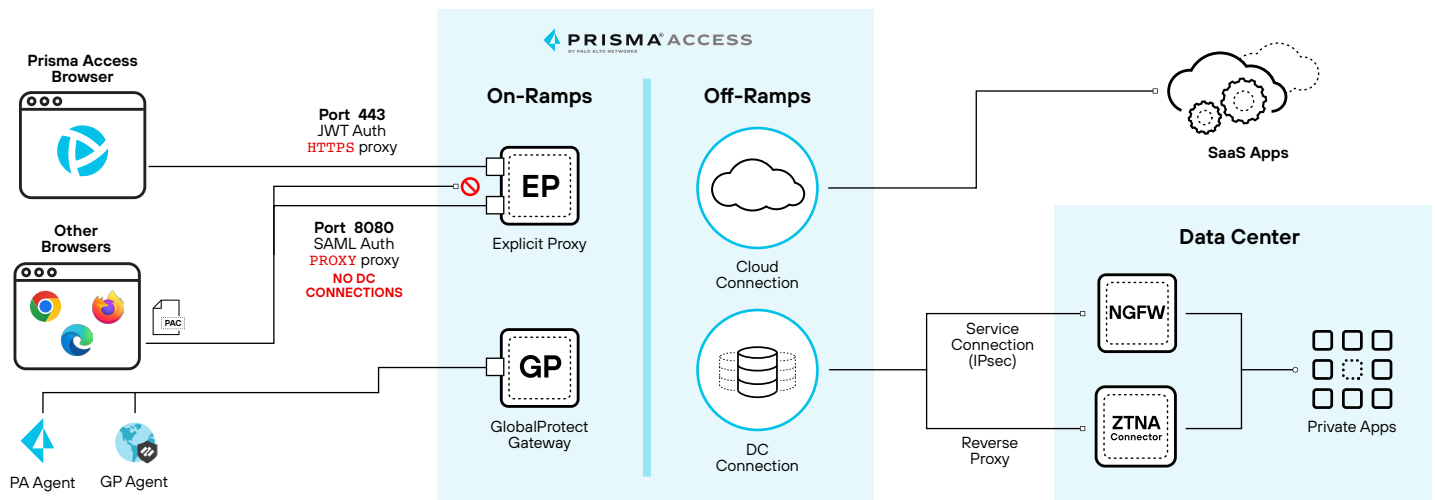 PRISMA® ACCESS
BY PALO ALTO NETWORKS
Prisma Access
Browser
Port 443
JWT Auth
HTTPS proxy
Other
Browsers
PAC
Port 8080
SAML Auth
PROXY proxy
NO DC
CONNECTIONS
PA Agent
GP Agent
On-Ramps
EP
Explicit Proxy
GP
GlobalProtect
Gateway
Off-Ramps
Cloud
Connection
DC
Connection
SaaS Apps
Service
Connection
(IPsec)
Reverse
Proxy
Data Center
NGFW
ZTNA
Connector
Private Apps